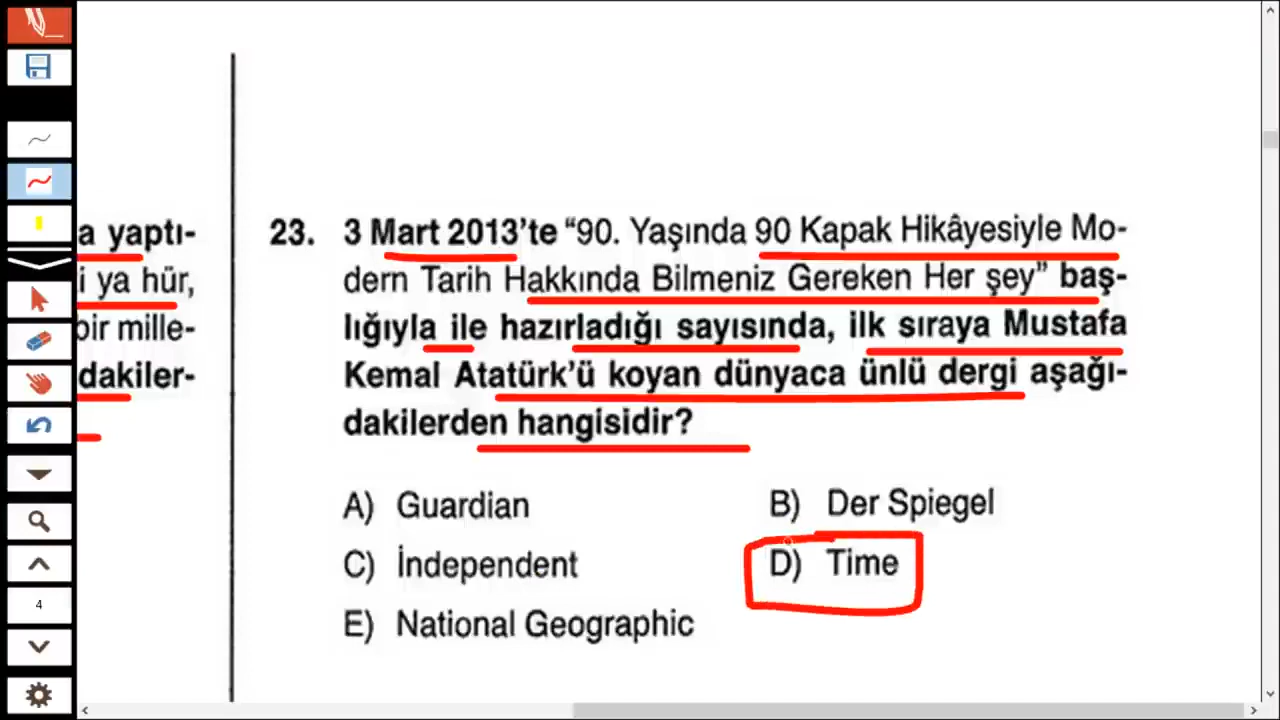 a yaptı-
i ya hür,
bir mille-
dakiler-
23. 3 Mart 2013'te “90. Yaşında 90 Kapak Hikâyesiyle Mo-
dern Tarih Hakkında Bilmeniz Gereken Her şey” baş-
lığıyla ile hazırladığı sayısında, ilk sıraya Mustafa
Kemal Atatürk'ü koyan dünyaca ünlü dergi aşağı-
dakilerden hangisidir?
A) Guardian
B) Der Spiegel
C) İndependent
D) Time
E) National Geographic
4